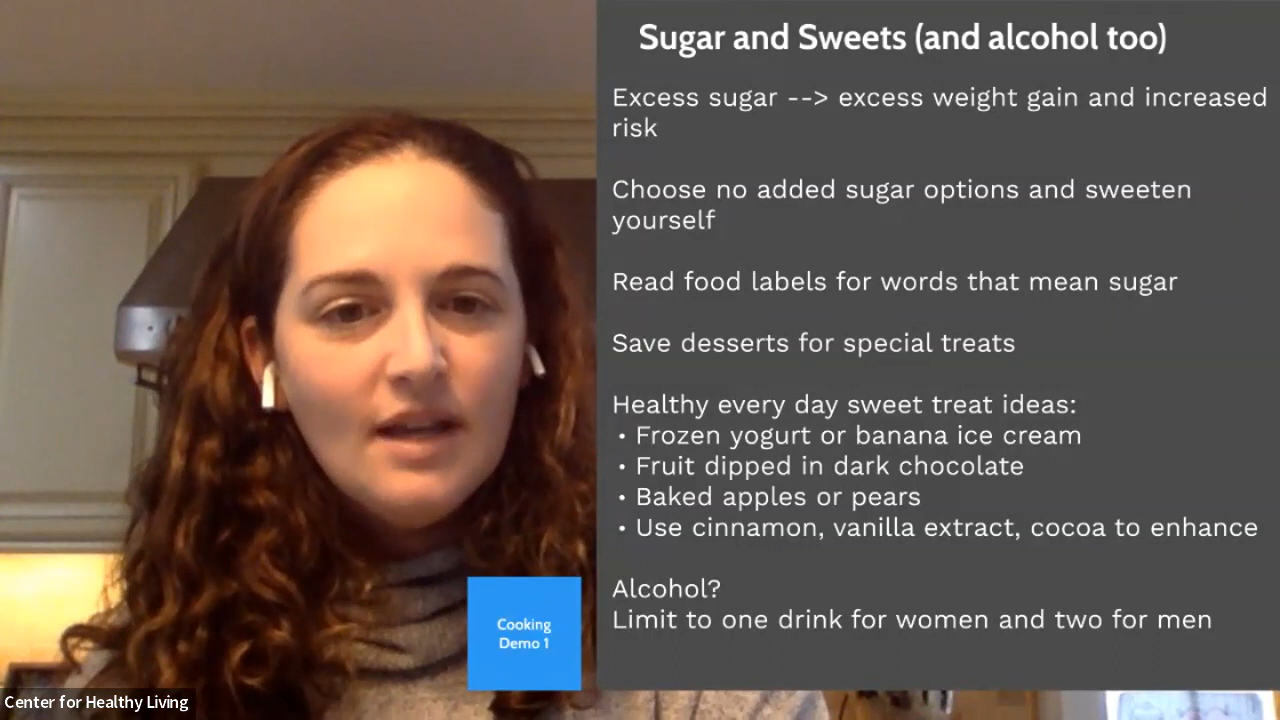 Sugar and Sweets (and alcohol too)
Excess sugar --> excess weight gain and increased
risk
Choose no added sugar options and sweeten
yourself
Read food labels for words that mean sugar
Save desserts for special treats
Healthy every day sweet treat ideas:
• Frozen yogurt or banana ice cream
• Fruit dipped in dark chocolate
• Baked apples or pears
• Use cinnamon, vanilla extract, cocoa to enhance
Alcohol?
Limit to one drink for women and two for men
Cooking
Demo 1
Center for Healthy Living